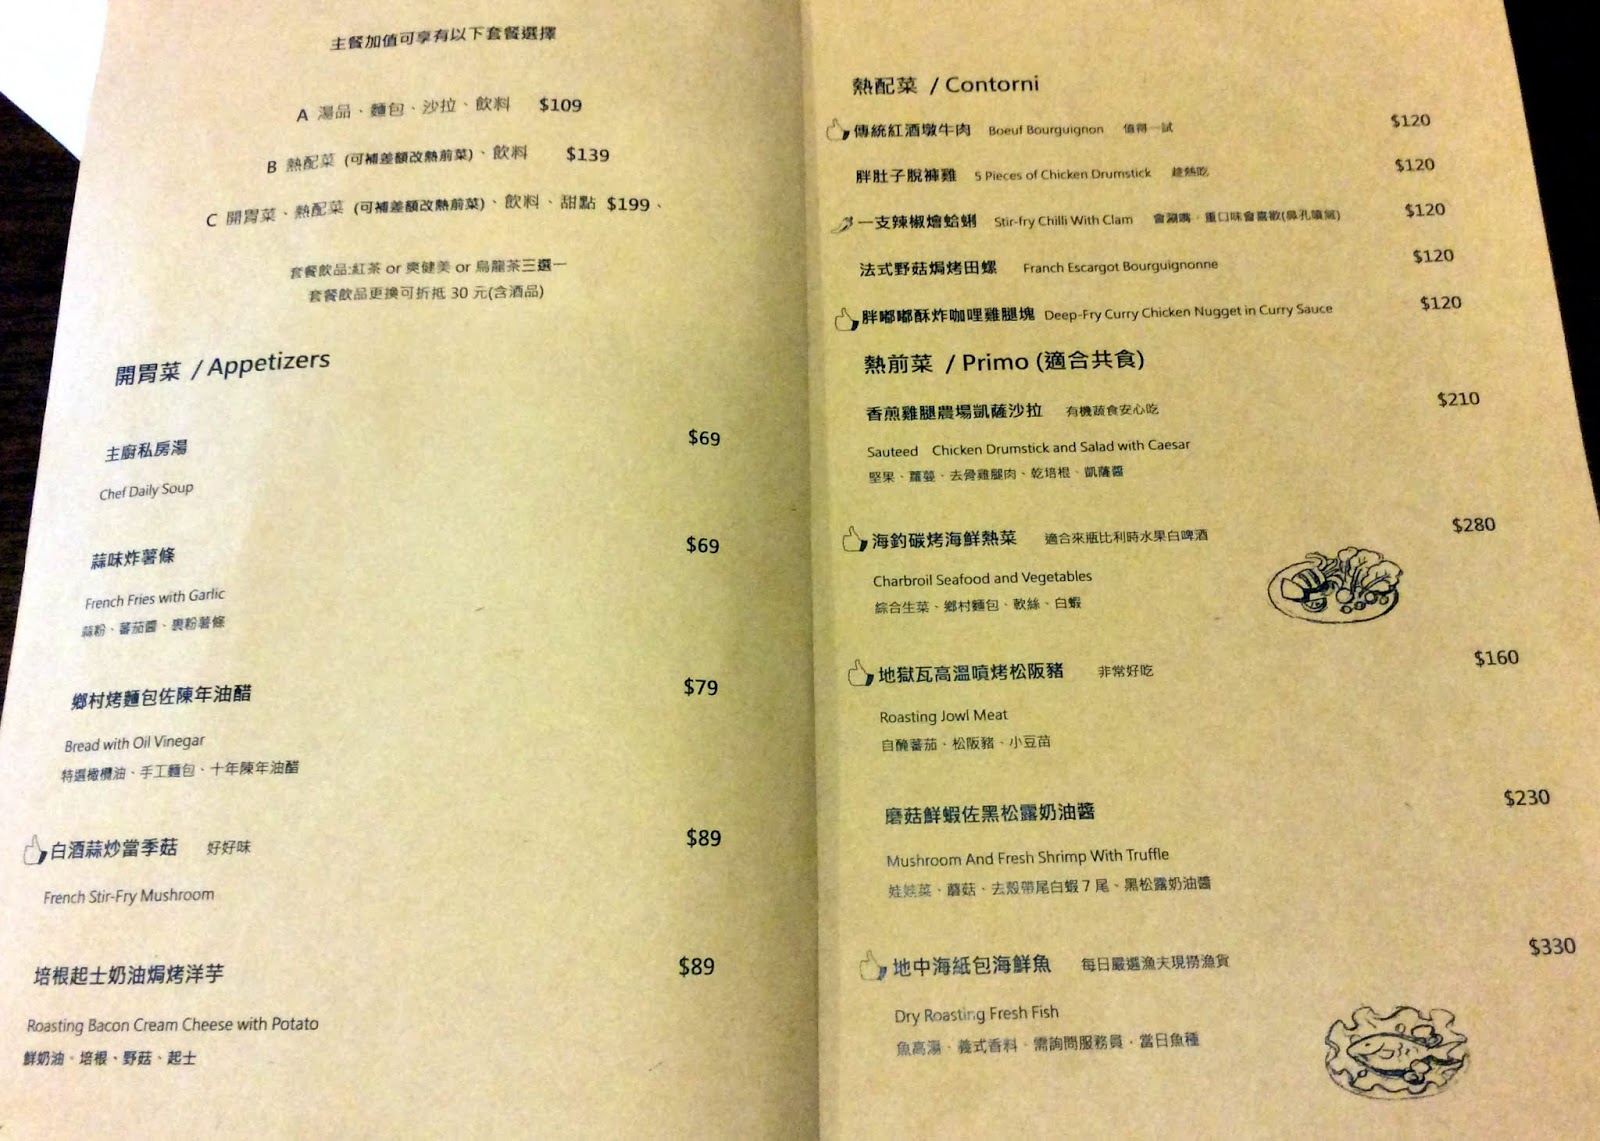 主餐加值可享有以下套餐選擇
A 湯品、麵包、沙拉、飲料 $109
B 熱配菜 (可補差額改熱前菜)、飲料 $139
C 開胃菜、熱配菜 (可補差額改熱前菜)、飲料、甜點 $199、
套餐飲品:紅茶 or 爽健美 or 烏龍茶三選一
套餐飲品更換可折抵 30 元(含酒品)
開胃菜 / Appetizers
主廚私房湯 $69
Chef Daily Soup
蒜味炸薯條 $69
French Fries with Garlic
蒜粉、蕃茄醬、裹粉薯條
鄉村烤麵包佐陳年油醋 $79
Bread with Oil Vinegar
特選橄欖油、手工麵包、十年陳年油醋
白酒蒜炒當季菇 好好味 $89
French Stir-Fry Mushroom
培根起士奶油焗烤洋芋 $89
Roasting Bacon Cream Cheese with Potato
鮮奶油、培根、野菇、起士
熱配菜 / Contorni
傳統紅酒墩牛肉 Boeuf Bourguignon 值得一試 $120
胖肚子脫褲雞 5 Pieces of Chicken Drumstick 趁熱吃 $120
一支辣椒燴蛤蜊 Stir-fry Chilli With Clam 會涮嘴，重口味會喜歡(鼻孔噴氣) $120
法式野菇焗烤田螺 Franch Escargot Bourguignonne $120
胖嘟嘟酥炸咖哩雞腿塊 Deep-Fry Curry Chicken Nugget in Curry Sauce $120
熱前菜 / Primo (適合共食)
香煎雞腿農場凱薩沙拉 有機蔬食安心吃 $210
Sauteed Chicken Drumstick and Salad with Caesar
堅果、蘿蔓、去骨雞腿肉、乾培根、凱薩醬
海釣碳烤海鮮熱菜 適合來瓶比利時水果白啤酒 $280
Charbroil Seafood and Vegetables
綜合生菜、鄉村麵包、軟絲、白蝦
地獄瓦高溫噴烤松阪豬 非常好吃 $160
Roasting Jowl Meat
自醃蕃茄、松阪豬、小豆苗
磨菇鮮蝦佐黑松露奶油醬 $230
Mushroom And Fresh Shrimp With Truffle
娃娃菜、蘑菇、去殼帶尾白蝦 7 尾、黑松露奶油醬
地中海紙包海鮮魚 每日嚴選漁夫現撈漁貨 $330
Dry Roasting Fresh Fish
魚高湯、義式香料、需詢問服務員，當日魚種